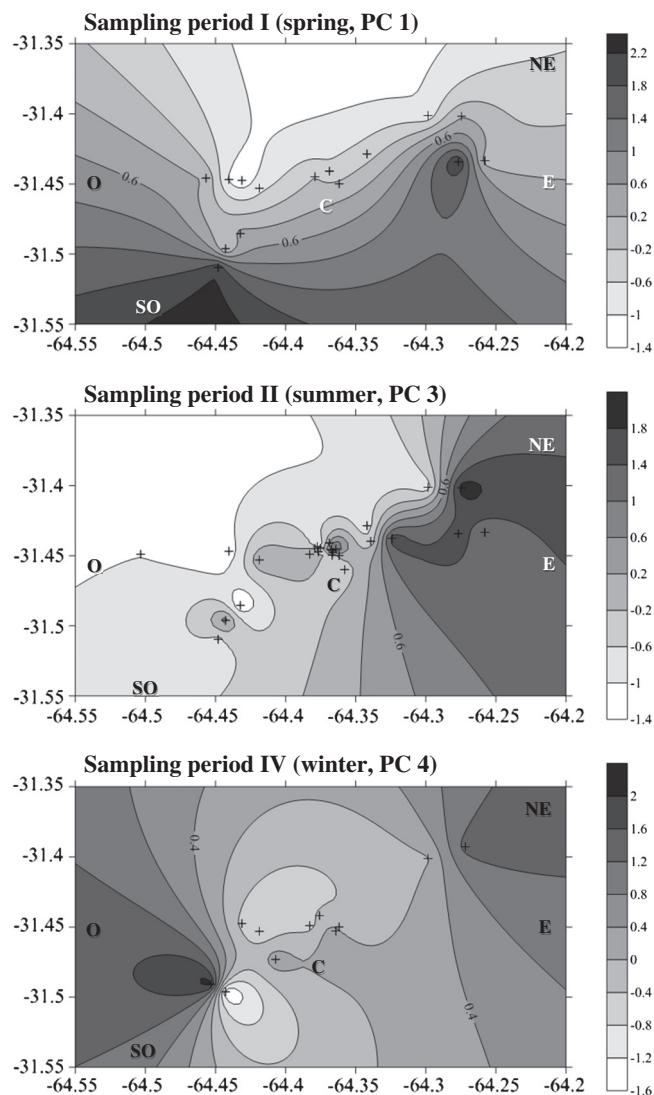 Sampling period I (spring, PC 1)
-31.35
-31.4
-31.45
-31.5
-31.55
-64.55 -64.5 -64.45 -64.4 -64.35 -64.3 -64.25 -64.2
NE
O
E
C
SO
0.6
0.6
0.6
2.2
1.8
1.4
1
0.6
0.2
-0.2
-0.6
-1
-1.4
Sampling period II (summer, PC 3)
-31.35
-31.4
-31.45
-31.5
-31.55
-64.55 -64.5 -64.45 -64.4 -64.35 -64.3 -64.25 -64.2
NE
O
E
C
SO
0.6
0.6
1.8
1.4
1
0.6
0.2
-0.2
-0.6
-1
-1.4
Sampling period IV (winter, PC 4)
-31.35
-31.4
-31.45
-31.5
-31.55
-64.55 -64.5 -64.45 -64.4 -64.35 -64.3 -64.25 -64.2
NE
O
E
C
SO
0.4
0.4
2
1.6
1.2
0.8
0.4
0
-0.4
-0.8
-1.2
-1.6